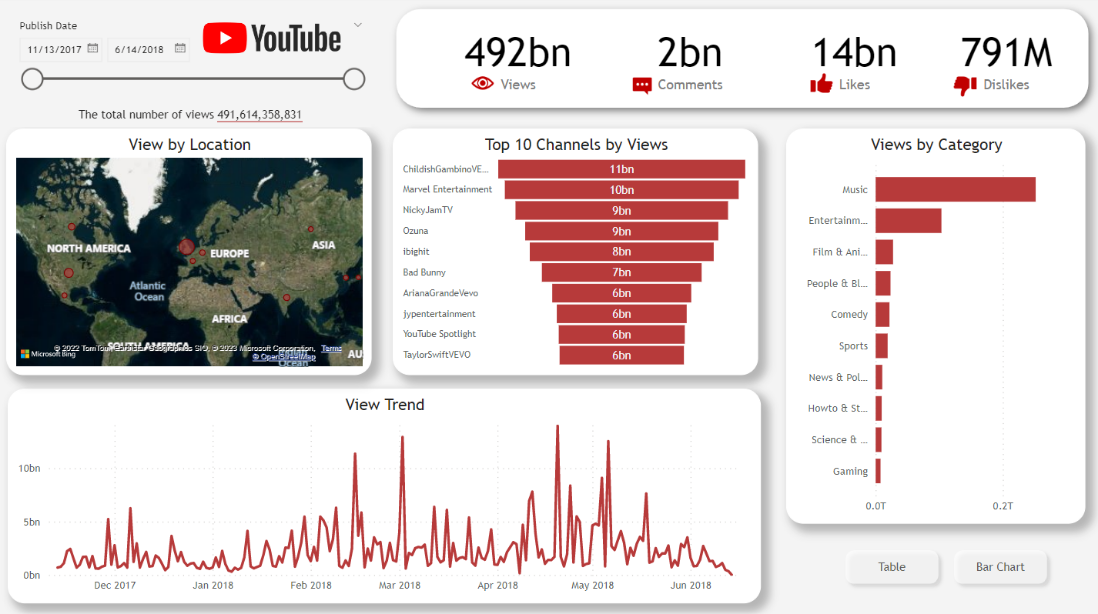 Publish Date
11/13/2017
6/14/2018
YouTube
The total number of views 491,614,358,831
492bn
Views
2bn
Comments
14bn
Likes
791M
Dislikes
View by Location
NORTH AMERICA
EUROPE
ASIA
Atlantic
Ocean
AFRICA
SOUTH AMERICA
AU
Microsoft Bing
© 2023 Microsoft Corporation, Terms
© OpenStreetMap
Ocean
Top 10 Channels by Views
ChildishGambinoVE... 11bn
Marvel Entertainment 10bn
NickyJamTV 9bn
Ozuna 9bn
ibighit 8bn
Bad Bunny 7bn
ArianaGrandeVevo 6bn
jypentertainment 6bn
YouTube Spotlight 6bn
TaylorSwiftVEVO 6bn
Views by Category
Music
Entertainm...
Film & Ani...
People & Bl...
Comedy
Sports
News & Pol...
Howto & St...
Science & ...
Gaming
0.0T 0.2T
View Trend
10bn
5bn
0bn
Dec 2017 Jan 2018 Feb 2018 Mar 2018 Apr 2018 May 2018 Jun 2018
Table
Bar Chart